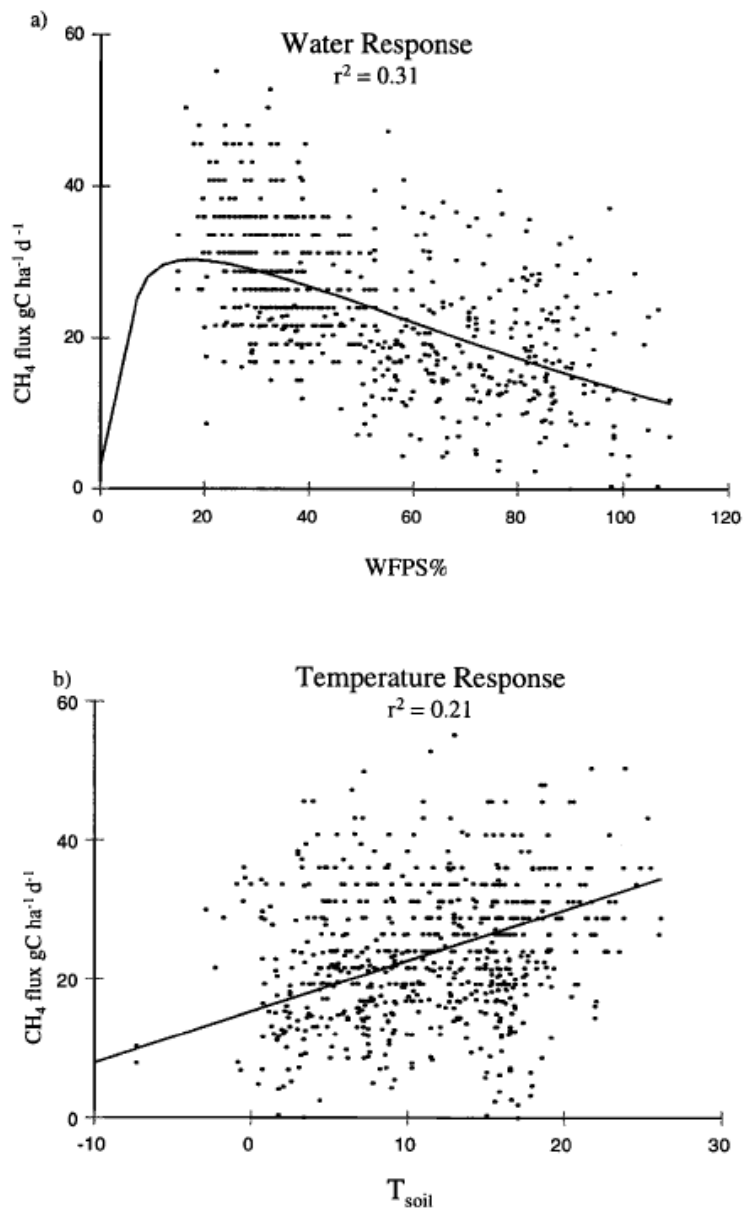 a)
60
Water Response
r² = 0.31
40
CH₄ flux gC ha⁻¹ d⁻¹
20
0
0 20 40 60 80 100 120
WFPS%
b)
Temperature Response
60
r² = 0.21
40
CH₄ flux gC ha⁻¹ d⁻¹
20
0
-10 0 10 20 30
T_soil